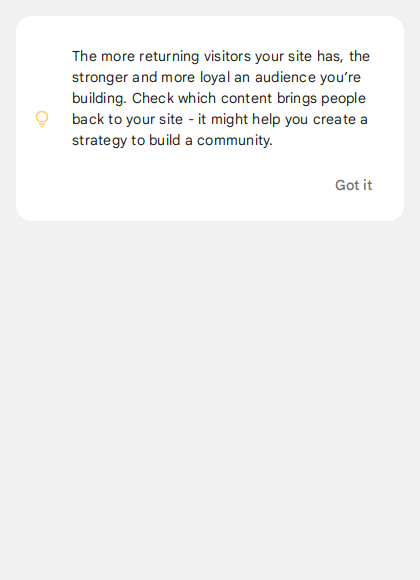 The more returning visitors your site has, the
stronger and more loyal an audience you’re
building. Check which content brings people
back to your site - it might help you create a
strategy to build a community.
Got it